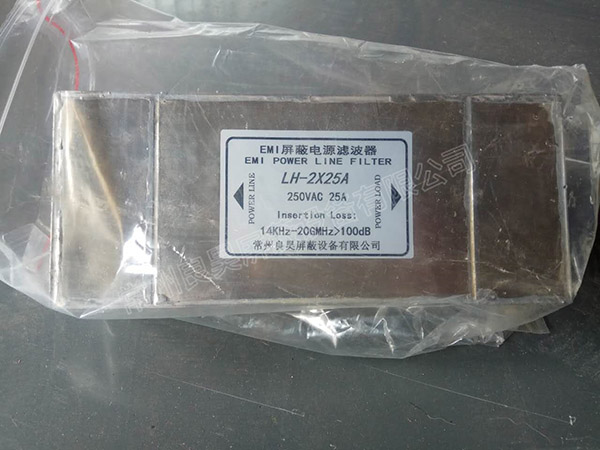 EMI屏蔽电源滤波器
EMI POWER LINE FILTER
POWER LINE
LH-2X25A
250VAC 25A
Insertion Loss:
14KHz-20GMHz>100dB
POWER LOAD
常州良昊屏蔽设备有限公司